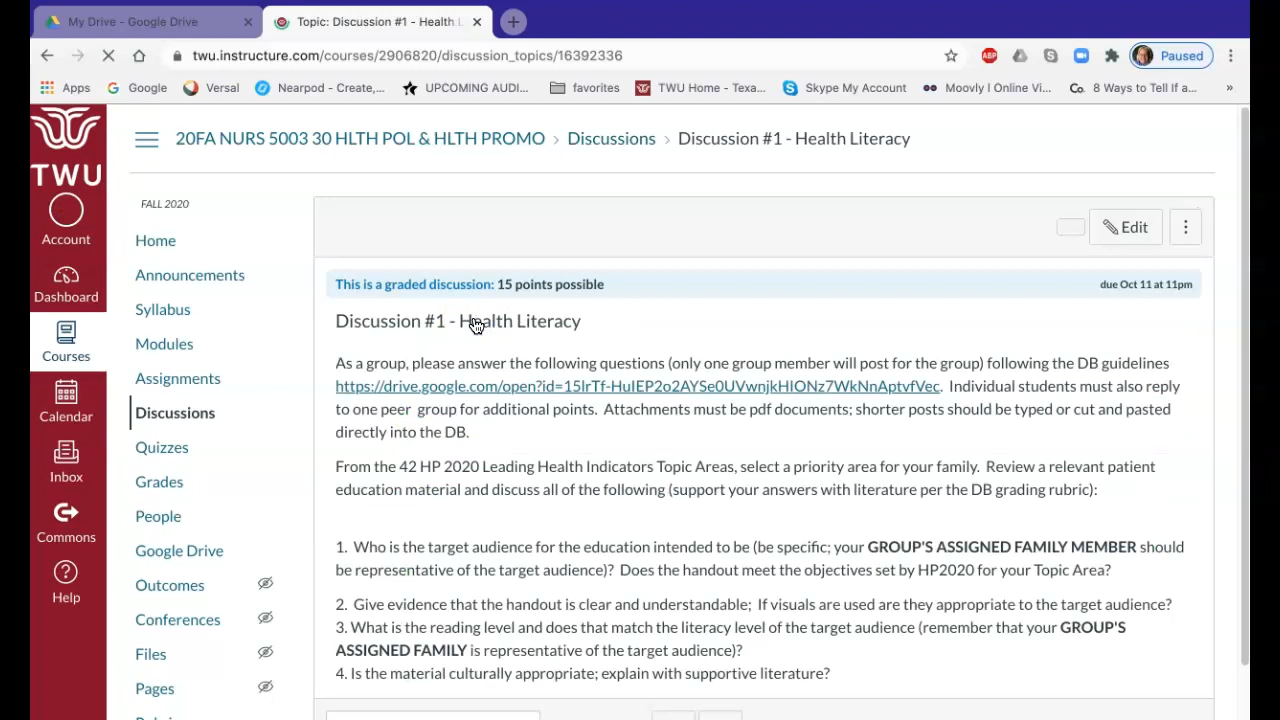 My Drive - Google Drive
Topic: Discussion #1 - Health L
twu.instructure.com/courses/2906820/discussion_topics/16392336
ABP
Paused
Apps
Google
Versal
Nearpod - Create,...
UPCOMING AUDI...
favorites
TWU Home - Texa...
Skype My Account
Moovly I Online Vi...
Co. 8 Ways to Tell If a...
»
TWU
Account
Dashboard
Courses
Calendar
Inbox
Commons
Help
20FA NURS 5003 30 HLTH POL & HLTH PROMO › Discussions › Discussion #1 - Health Literacy
FALL 2020
Home
Announcements
Syllabus
Modules
Assignments
Discussions
Quizzes
Grades
People
Google Drive
Outcomes
Conferences
Files
Pages
Edit
This is a graded discussion: 15 points possible
due Oct 11 at 11pm
Discussion #1 - Health Literacy
As a group, please answer the following questions (only one group member will post for the group) following the DB guidelines
https://drive.google.com/open?id=15lrTf-HuIEP2o2AYSe0UVwnjkHIONz7WkNnAptvfVec. Individual students must also reply
to one peer group for additional points. Attachments must be pdf documents; shorter posts should be typed or cut and pasted
directly into the DB.
From the 42 HP 2020 Leading Health Indicators Topic Areas, select a priority area for your family. Review a relevant patient
education material and discuss all of the following (support your answers with literature per the DB grading rubric):
1. Who is the target audience for the education intended to be (be specific; your GROUP'S ASSIGNED FAMILY MEMBER should
be representative of the target audience)? Does the handout meet the objectives set by HP2020 for your Topic Area?
2. Give evidence that the handout is clear and understandable; If visuals are used are they appropriate to the target audience?
3. What is the reading level and does that match the literacy level of the target audience (remember that your GROUP'S
ASSIGNED FAMILY is representative of the target audience)?
4. Is the material culturally appropriate; explain with supportive literature?